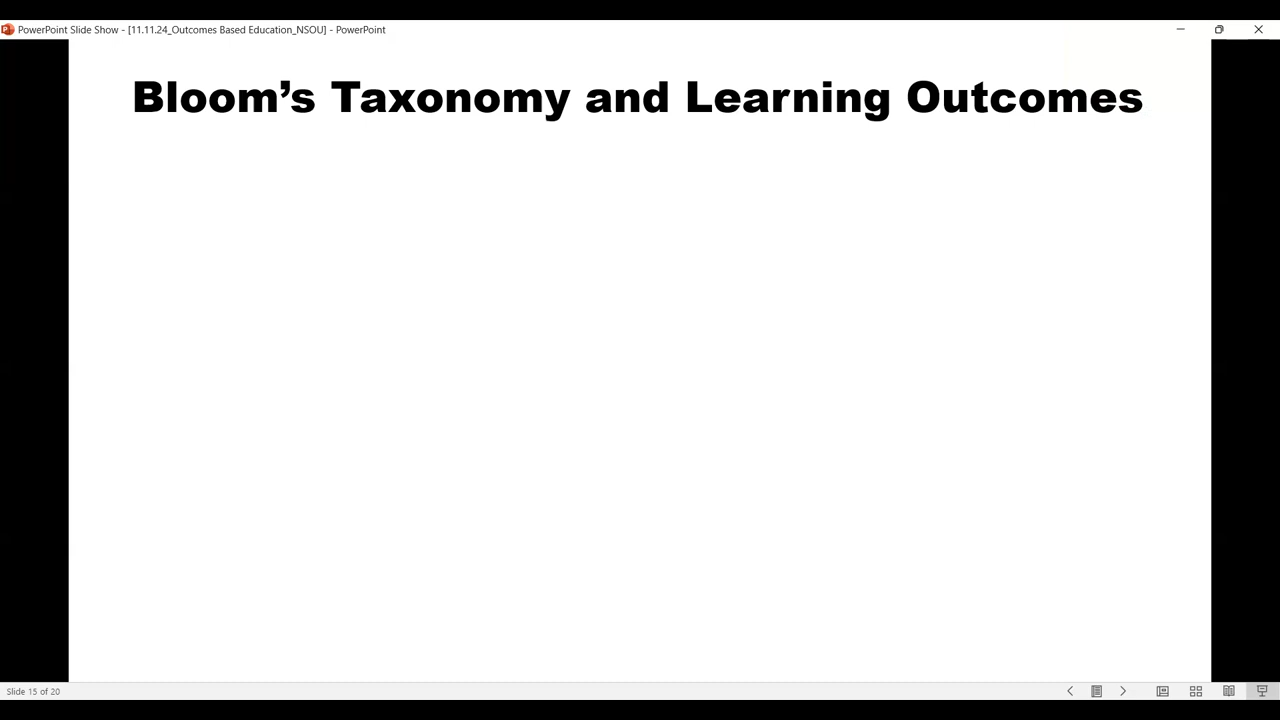 PowerPoint Slide Show - [11.11.24_Outcomes Based Education_NSOU] - PowerPoint
Bloom’s Taxonomy and Learning Outcomes
Slide 15 of 20